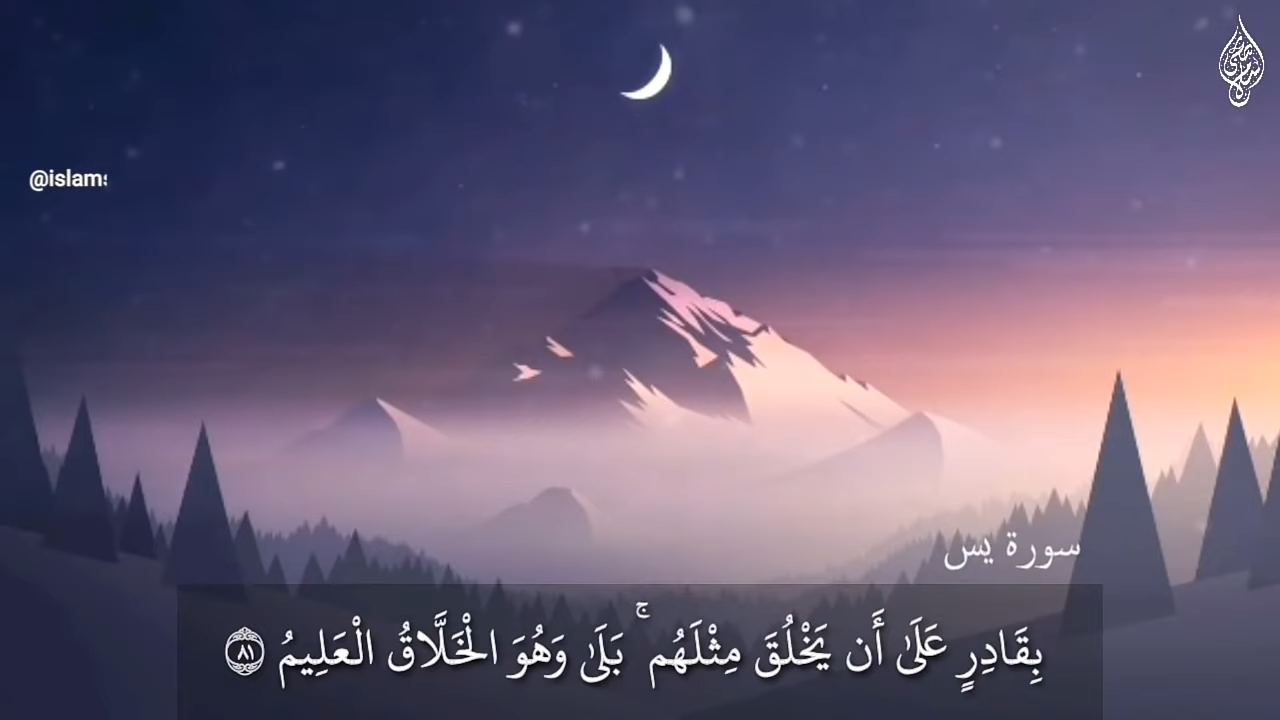 @islam
سورة يس
بِقَادِرٍ عَلَىٰ أَن يَخْلُقَ مِثْلَهُم ۚ بَلَىٰ وَهُوَ الْخَلَّاقُ الْعَلِيمُ ۝٨١